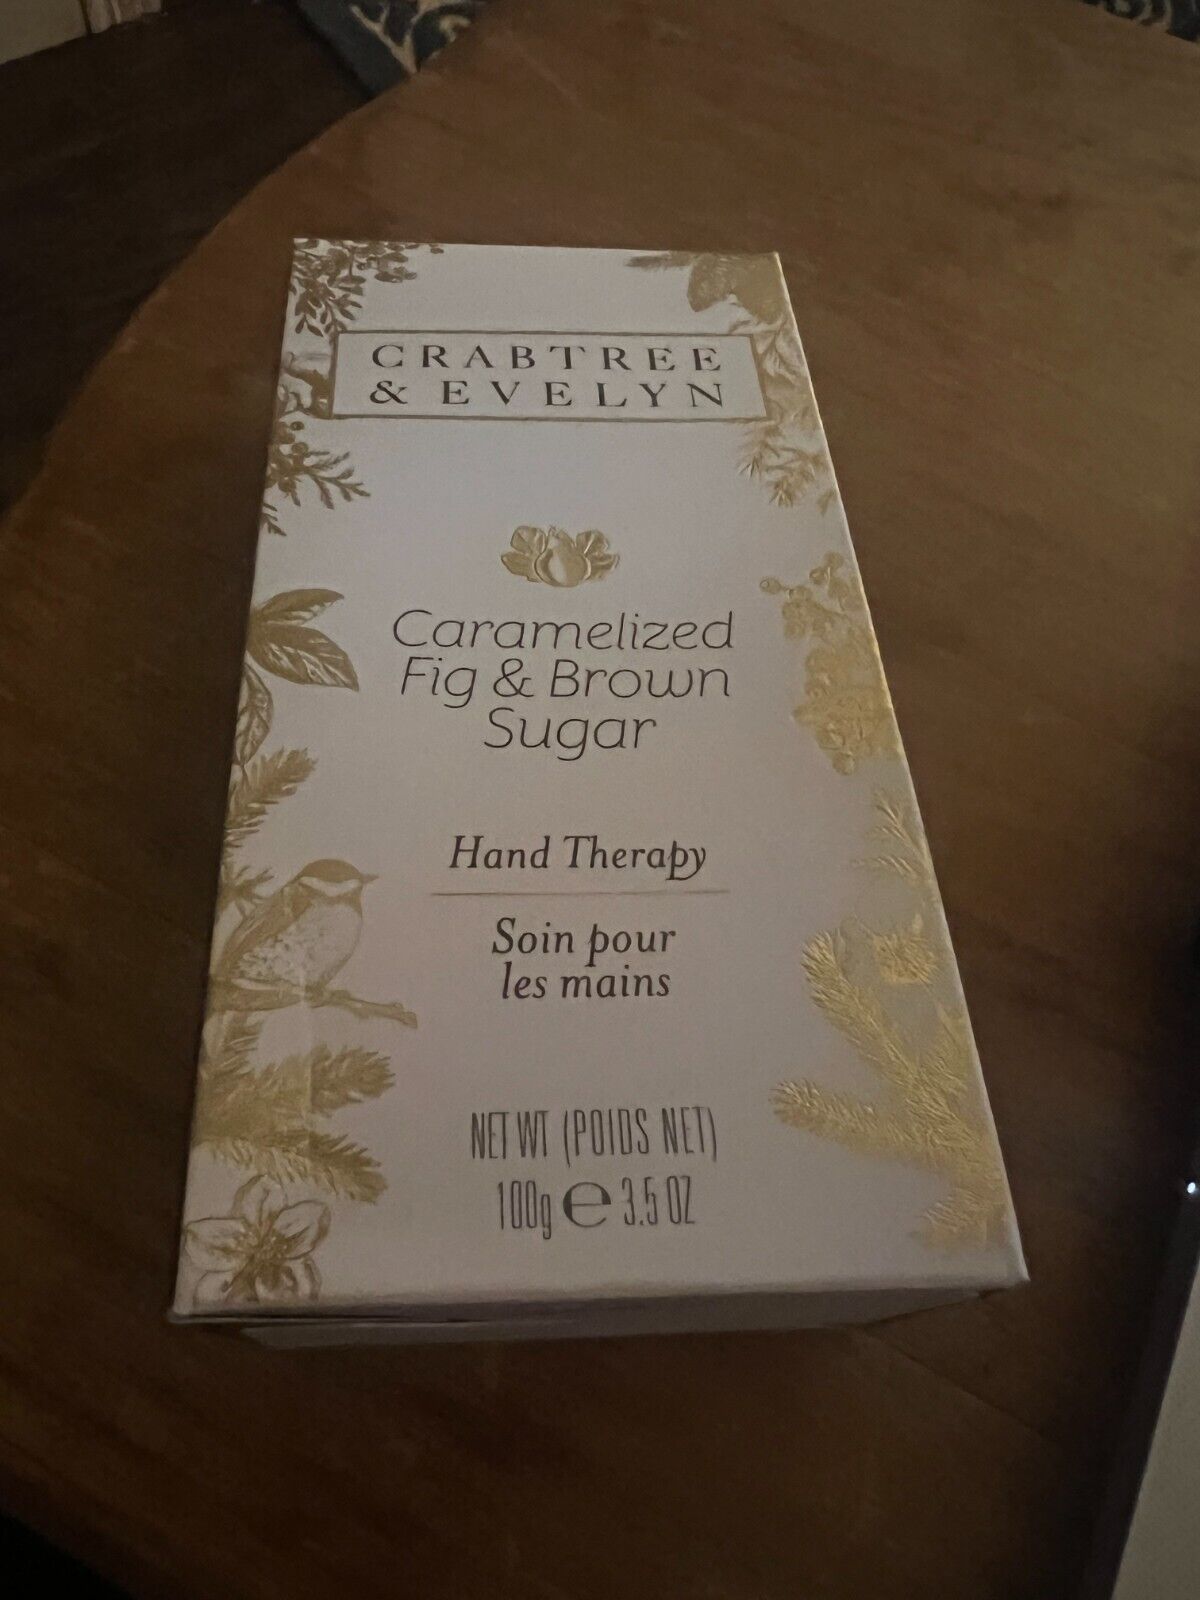 CRABTREE
& EVELYN
Caramelized
Fig & Brown
Sugar
Hand Therapy
Soin pour
les mains
NET WT (POIDS NET)
100g e 3.5 OZ